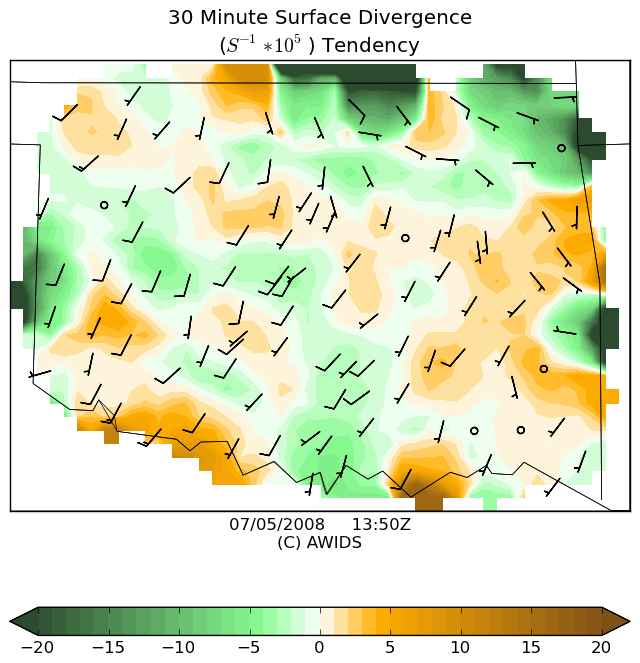 30 Minute Surface Divergence
(S⁻¹ * 10⁵ ) Tendency
07/05/2008 13:50Z
(C) AWIDS
−20 −15 −10 −5 0 5 10 15 20